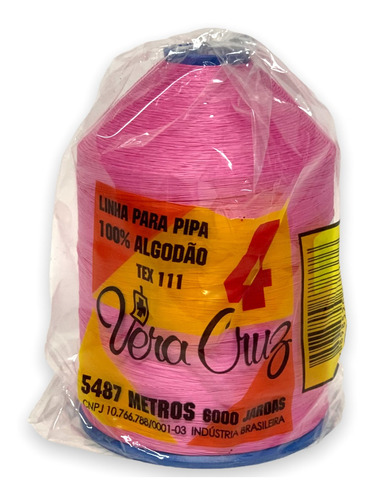 LINHA PARA PIPA
100% ALGODÃO
TEX 111
4
Vera Cruz
5487 METROS 6000 JARDAS
CNPJ 10.766.788/0001-03 INDÚSTRIA BRASILEIRA